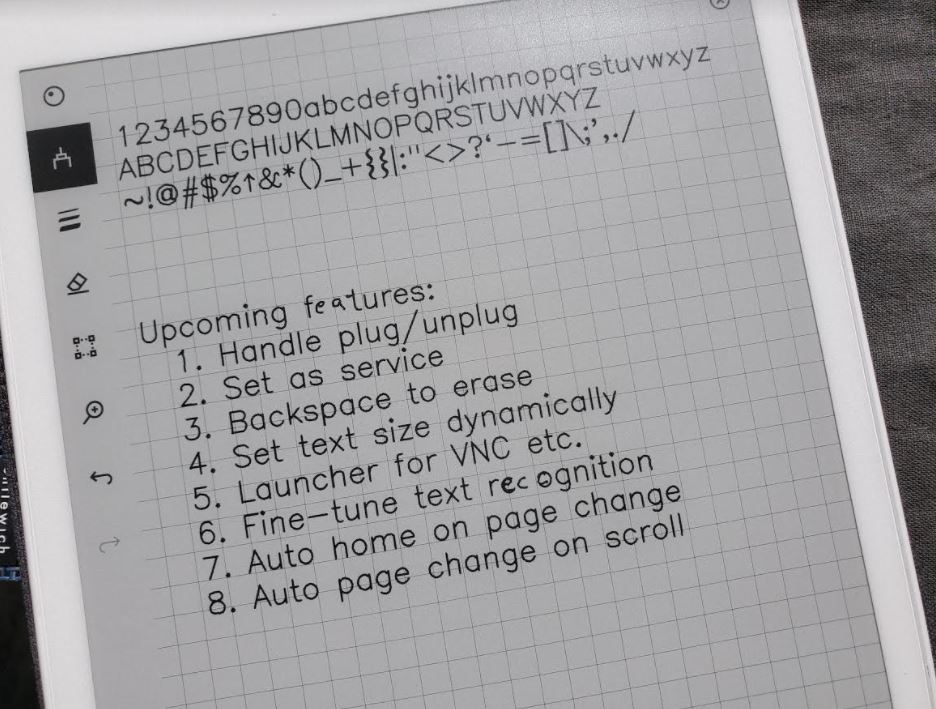 1234567890abcdefghijklmnopqrstuvwxyz
ABCDEFGHIJKLMNOPQRSTUVWXYZ
~!@#$%↑&*()_+{}|:"<>?‘-=[]\;’,./
Upcoming features:
1. Handle plug/unplug
2. Set as service
3. Backspace to erase
4. Set text size dynamically
5. Launcher for VNC etc.
6. Fine-tune text recognition
7. Auto home on page change
8. Auto page change on scroll